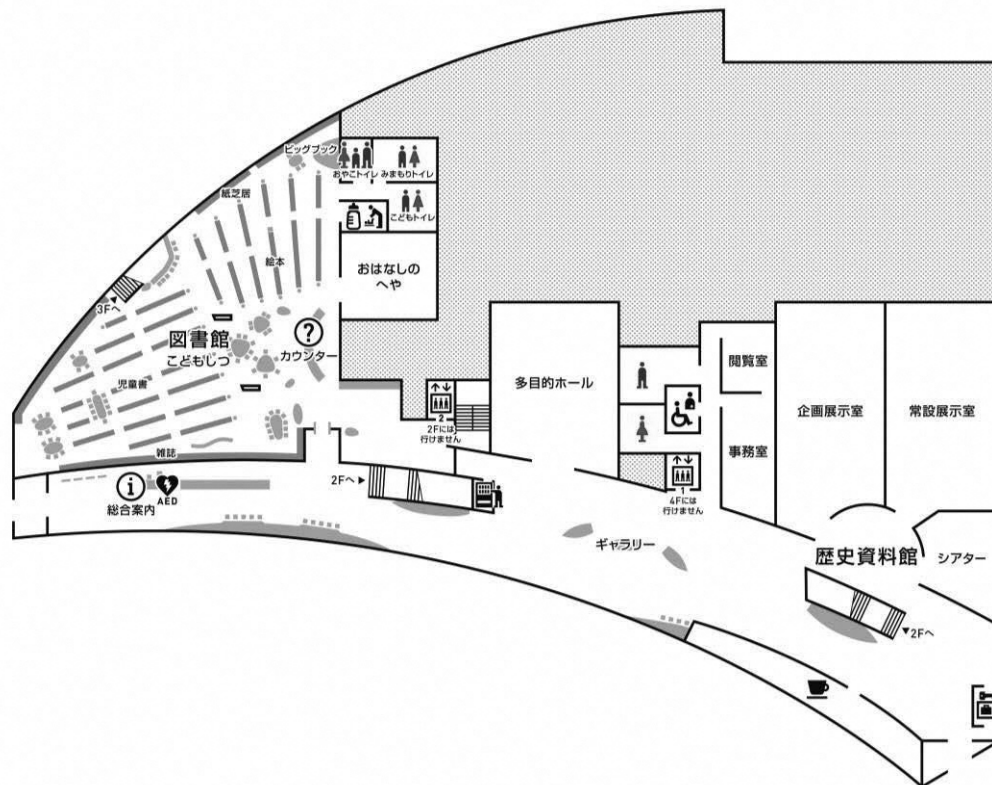 ビッグブック
おやこトイレ
みまもりトイレ
こどもトイレ
紙芝居
絵本
おはなしの
へや
3Fへ
図書館
こどもしつ
?
カウンター
児童書
雑誌
2
2Fには
行けません
多目的ホール
閲覧室
事務室
企画展示室
常設展示室
1
4Fには
行けません
i
総合案内
AED
2Fへ
ギャラリー
歴史資料館
シアター
2Fへ